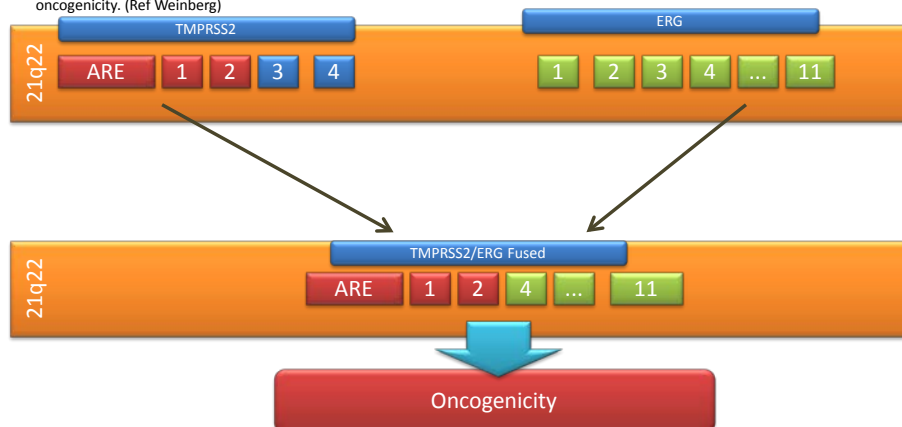 oncogenicity. (Ref Weinberg)
TMPRSS2
ERG
21q22
ARE 1 2 3 4
1 2 3 4 ... 11
TMPRSS2/ERG Fused
21q22
ARE 1 2 4 ... 11
Oncogenicity